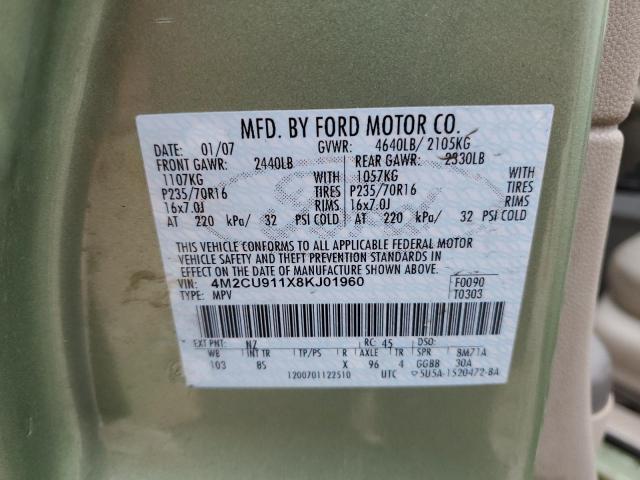 MFD. BY FORD MOTOR CO.
DATE: 01/07 GVWR: 4640LB/ 2105KG
FRONT GAWR: 2440LB REAR GAWR: 2330LB
1107KG WITH 1057KG WITH
P235/70R16 TIRES P235/70R16 TIRES
16x7.0J RIMS 16x7.0J RIMS
AT 220 kPa/ 32 PSI COLD AT 220 kPa/ 32 PSI COLD
THIS VEHICLE CONFORMS TO ALL APPLICABLE FEDERAL MOTOR
VEHICLE SAFETY AND THEFT PREVENTION STANDARDS IN
EFFECT ON THE DATE OF MANUFACTURE SHOWN ABOVE.
VIN: 4M2CU911X8KJ01960 F0090
TYPE: MPV T0303
EXT PNT: NZ RC: 45 DSO:
WB INT TR TP/PS R AXLE TR SPR 8M71A
103 85 X 96 4 GGBB 30A
1200701122510 UTC 5U5A-1520472-BA